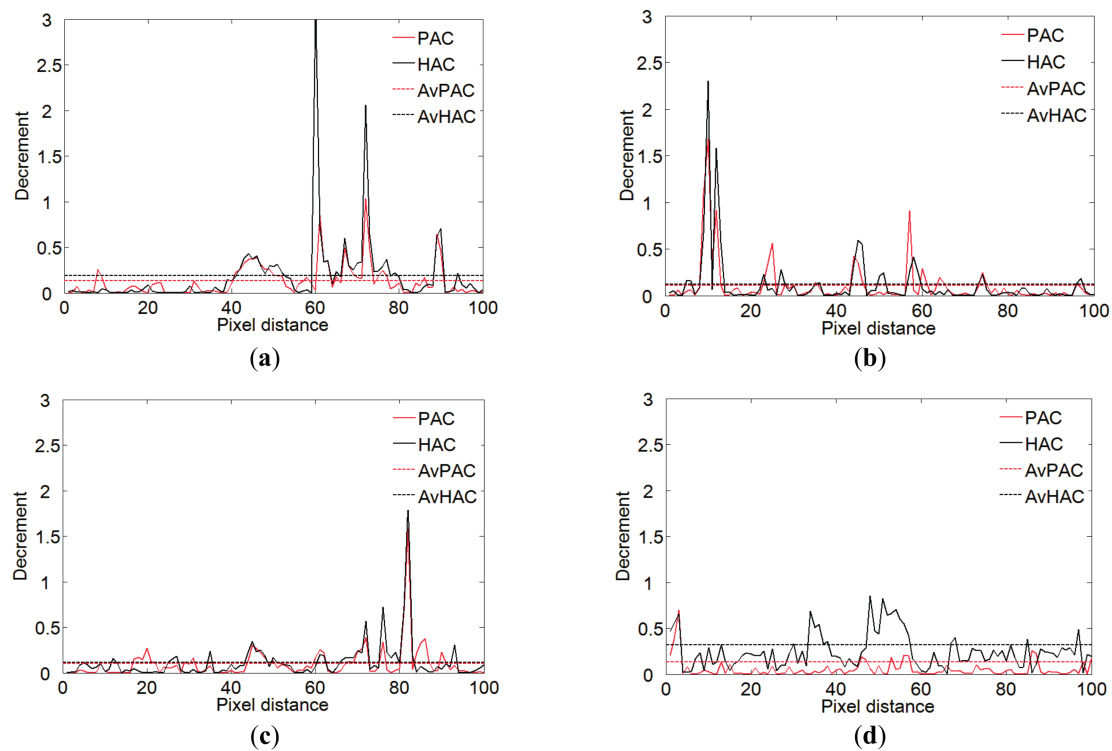 3
2.5
2
1.5
1
0.5
0
Decrement
PAC
HAC
AvPAC
AvHAC
0 20 40 60 80 100
Pixel distance
(a)
3
2.5
2
1.5
1
0.5
0
Decrement
PAC
HAC
AvPAC
AvHAC
0 20 40 60 80 100
Pixel distance
(b)
3
2.5
2
1.5
1
0.5
0
Decrement
PAC
HAC
AvPAC
AvHAC
0 20 40 60 80 100
Pixel distance
(c)
3
2.5
2
1.5
1
0.5
0
Decrement
PAC
HAC
AvPAC
AvHAC
0 20 40 60 80 100
Pixel distance
(d)